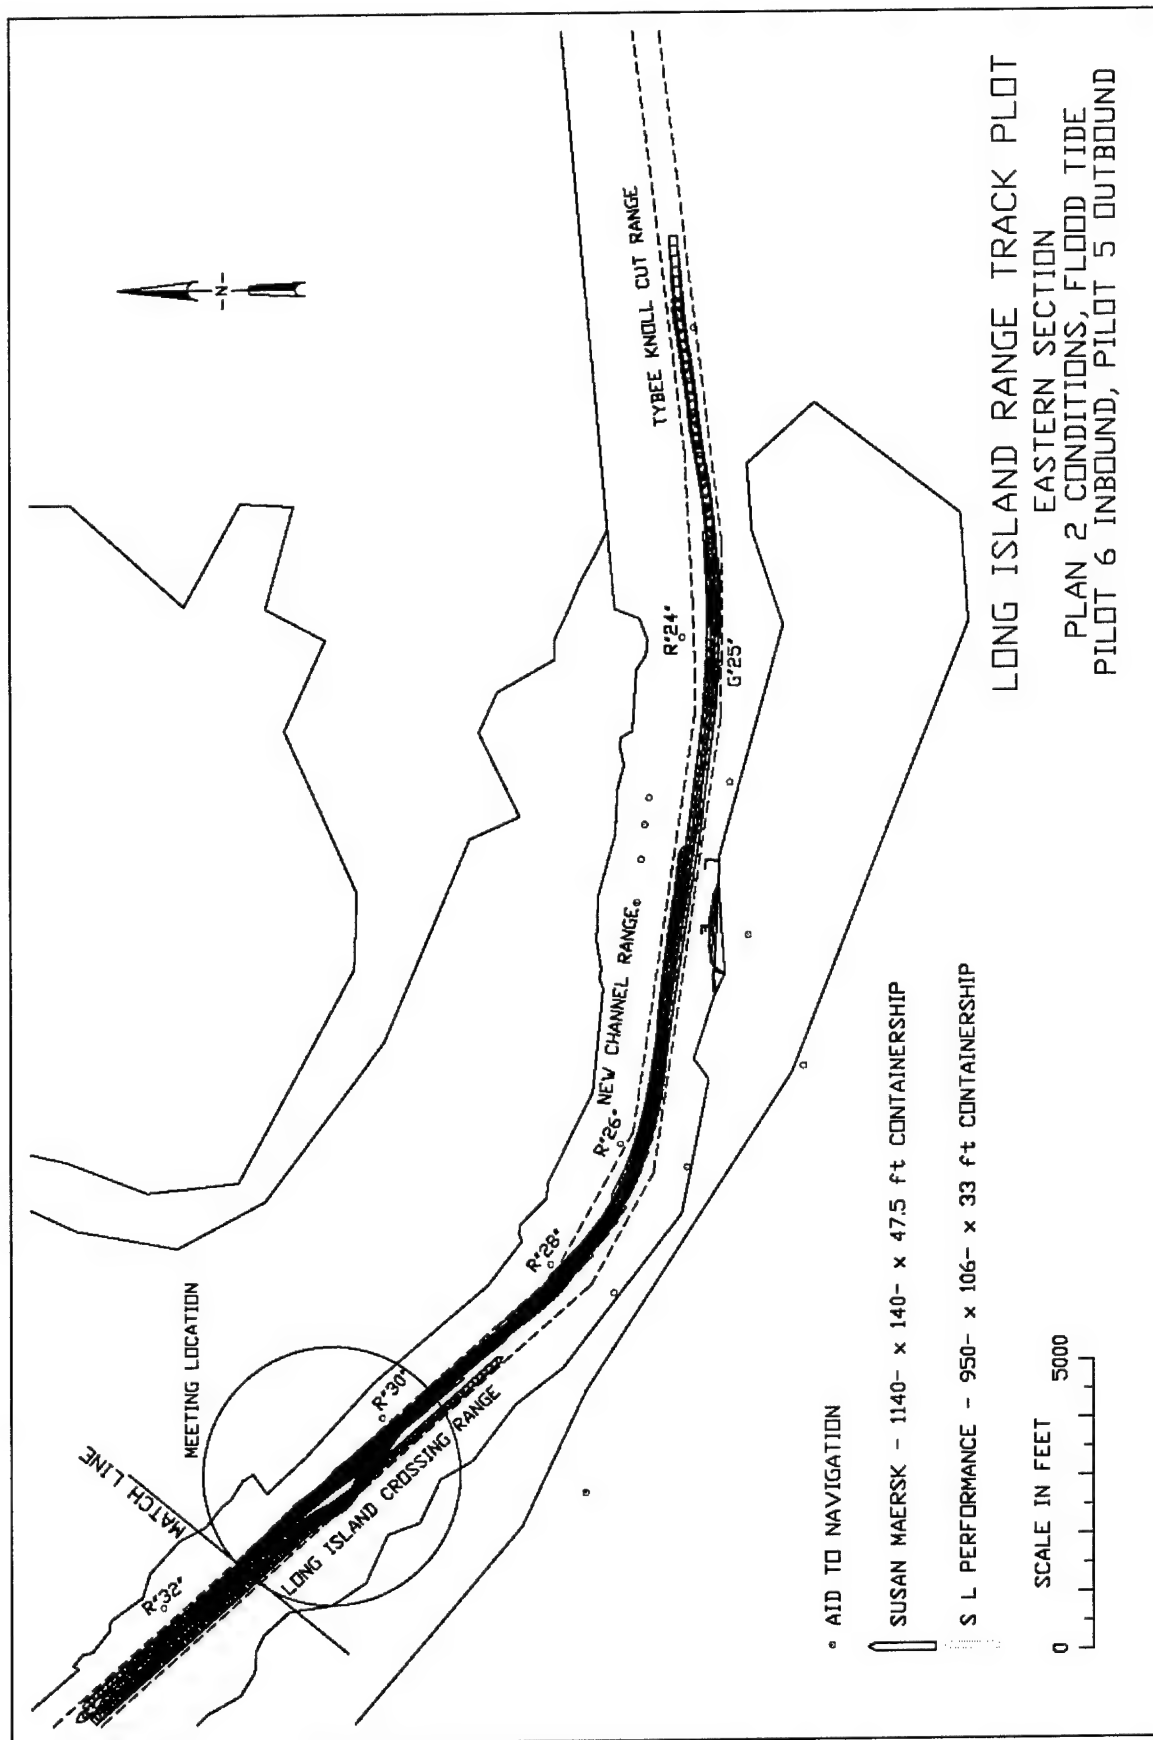 MATCH LINE
MEETING LOCATION
R"32"
R"30"
R"28"
R"26"
NEW CHANNEL RANGE
R"24"
G"25"
TYBEE KNOLL CUT RANGE
LONG ISLAND CROSSING RANGE
-N-
AID TO NAVIGATION
SUSAN MAERSK - 1140- x 140- x 47.5 ft CONTAINERSHIP
S L PERFORMANCE - 950- x 106- x 33 ft CONTAINERSHIP
0 5000
SCALE IN FEET
LONG ISLAND RANGE TRACK PLOT
EASTERN SECTION
PLAN 2 CONDITIONS, FLOOD TIDE
PILOT 6 INBOUND, PILOT 5 OUTBOUND